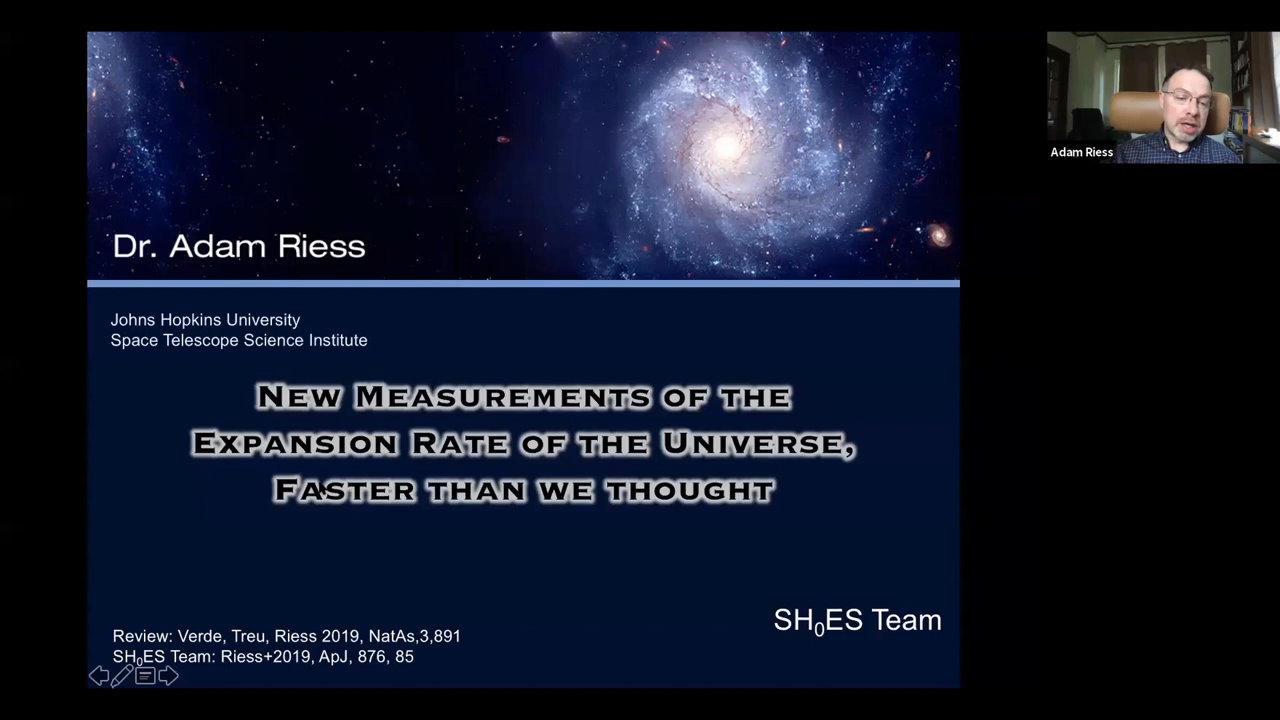 Dr. Adam Riess
Johns Hopkins University
Space Telescope Science Institute
New Measurements of the
Expansion Rate of the Universe,
Faster than we thought
SH₀ES Team
Review: Verde, Treu, Riess 2019, NatAs,3,891
SH₀ES Team: Riess+2019, ApJ, 876, 85
Adam Riess